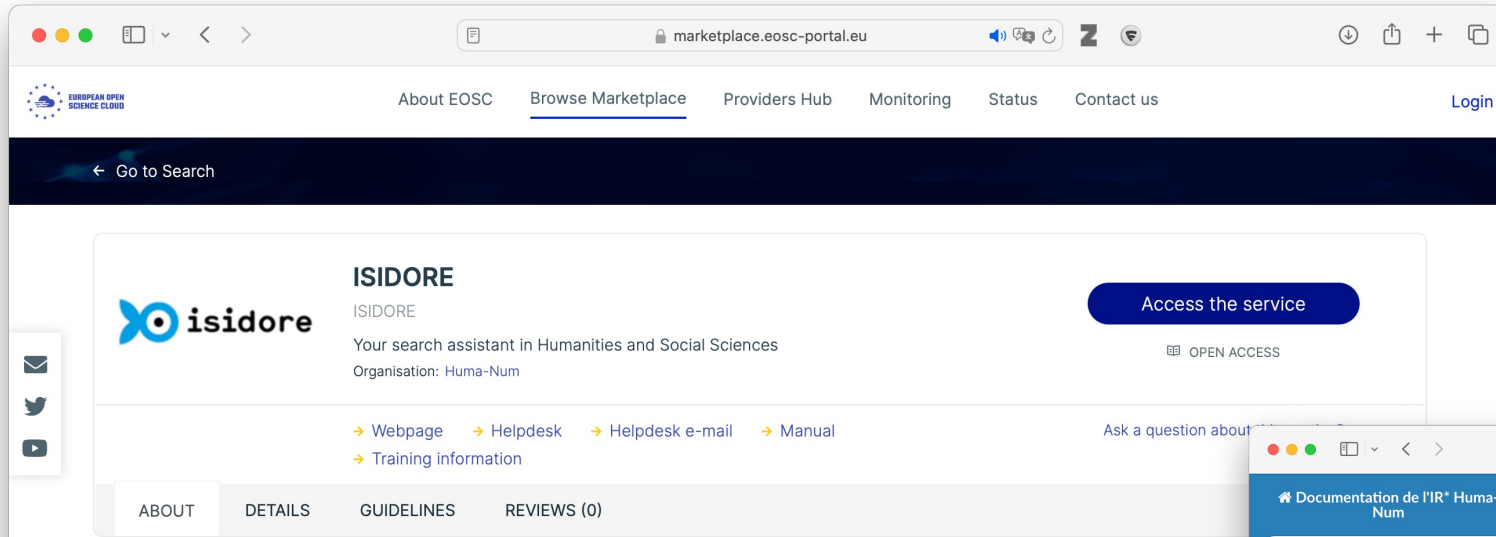 marketplace.eosc-portal.eu
EUROPEAN OPEN
SCIENCE CLOUD
About EOSC Browse Marketplace Providers Hub Monitoring Status Contact us
Login
← Go to Search
isidore
ISIDORE
ISIDORE
Your search assistant in Humanities and Social Sciences
Organisation: Huma-Num
Access the service
OPEN ACCESS
→ Webpage → Helpdesk → Helpdesk e-mail → Manual
→ Training information
Ask a question about
ABOUT DETAILS GUIDELINES REVIEWS (0)
Documentation de l'IR* Huma-
Num